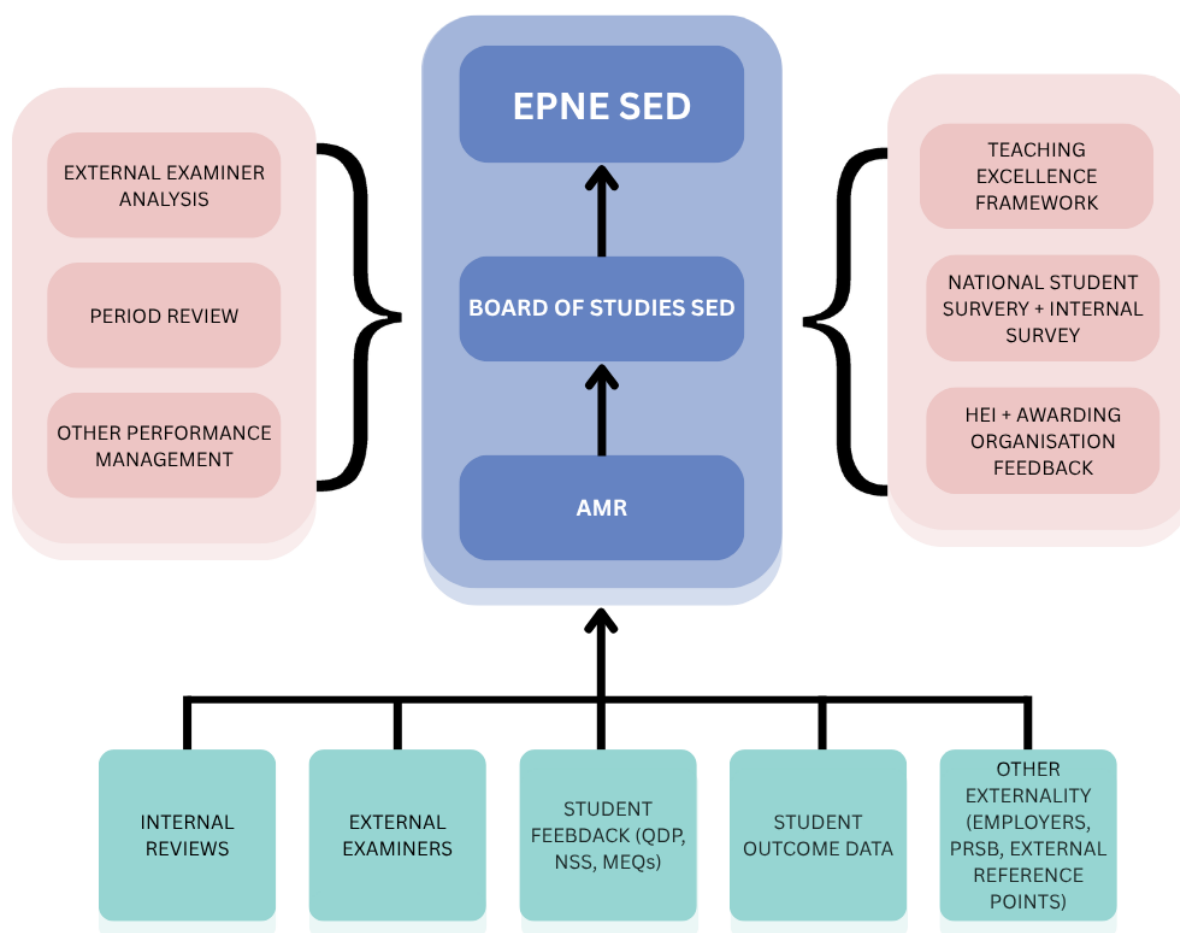 EXTERNAL EXAMINER
ANALYSIS
PERIOD REVIEW
OTHER PERFORMANCE
MANAGEMENT
EPNE SED
BOARD OF STUDIES SED
AMR
TEACHING
EXCELLENCE
FRAMEWORK
NATIONAL STUDENT
SURVERY + INTERNAL
SURVEY
HEI + AWARDING
ORGANISATION
FEEDBACK
INTERNAL
REVIEWS
EXTERNAL
EXAMINERS
STUDENT
FEEBDACK (QDP,
NSS, MEQs)
STUDENT
OUTCOME DATA
OTHER
EXTERNALITY
(EMPLOYERS,
PRSB, EXTERNAL
REFERENCE
POINTS)